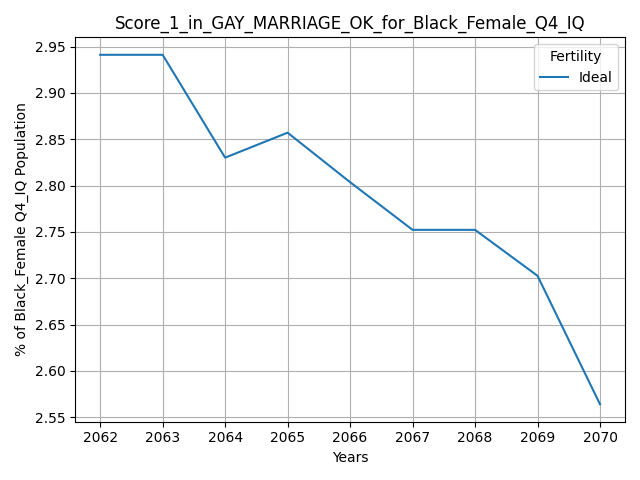 Score_1_in_GAY_MARRIAGE_OK_for_Black_Female_Q4_IQ
Fertility
Ideal
% of Black_Female Q4_IQ Population
2.95
2.90
2.85
2.80
2.75
2.70
2.65
2.60
2.55
2062 2063 2064 2065 2066 2067 2068 2069 2070
Years